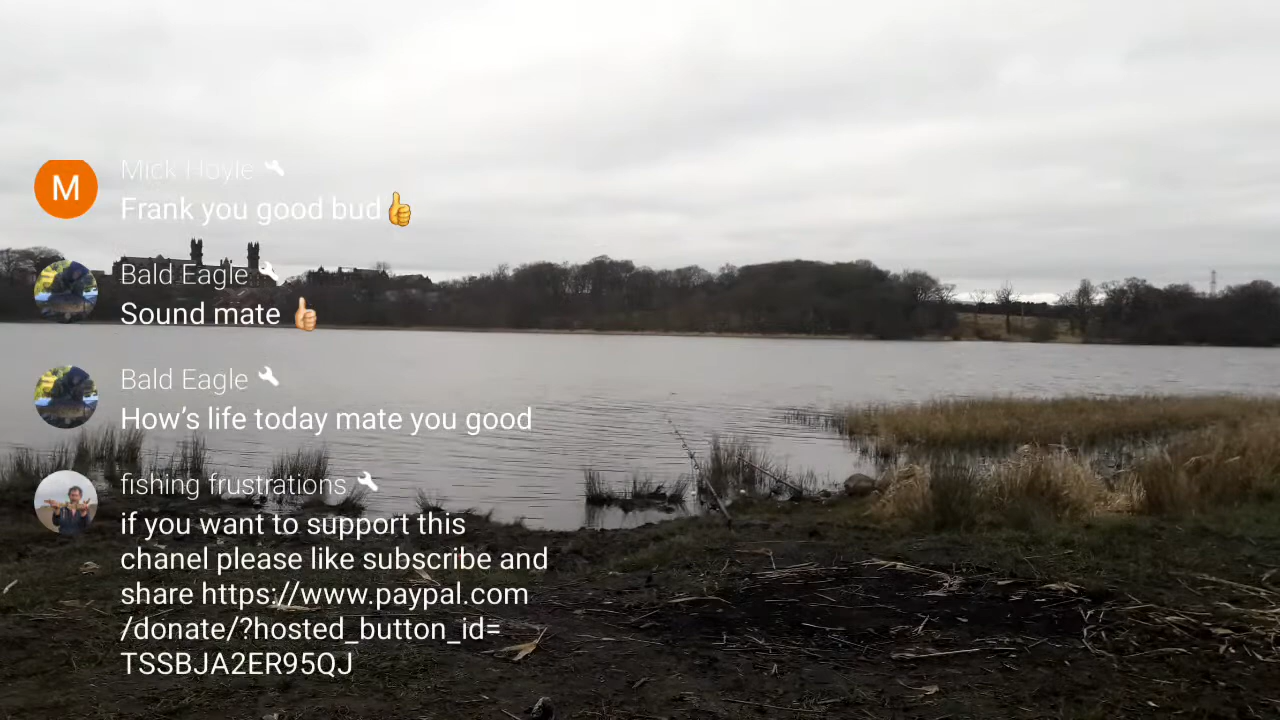 M
Mick Hoyle
Frank you good bud👍
Bald Eagle
Sound mate 👍
Bald Eagle
How's life today mate you good
fishing frustrations
if you want to support this
chanel please like subscribe and
share https://www.paypal.com
/donate/?hosted_button_id=
TSSBJA2ER95QJ